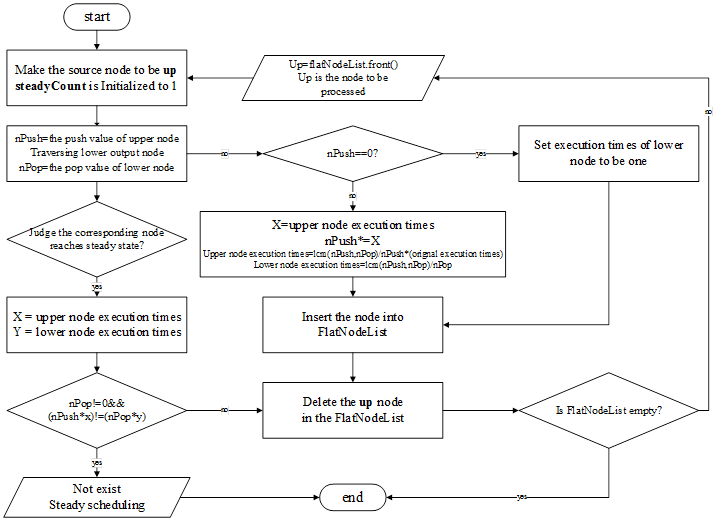 start
Make the source node to be up
steadyCount is Initialized to 1
Up=flatNodeList.front()
Up is the node to be
processed
no
nPush=the push value of upper node
Traversing lower output node
nPop=the pop value of lower node
no
nPush==0?
yes
Set execution times of lower
node to be one
no
Judge the corresponding node
reaches steady state?
X=upper node execution times
nPush*=X
Upper node execution times=lcm(nPush,nPop)/nPush*(orignal execution times)
Lower node execution times=lcm(nPush,nPop)/nPop
yes
X = upper node execution times
Y = lower node execution times
Insert the node into
FlatNodeList
nPop!=0&&
(nPush*x)!=(nPop*y)
no
Delete the up node
in the FlatNodeList
Is FlatNodeList empty?
yes
Not exist
Steady scheduling
end
yes